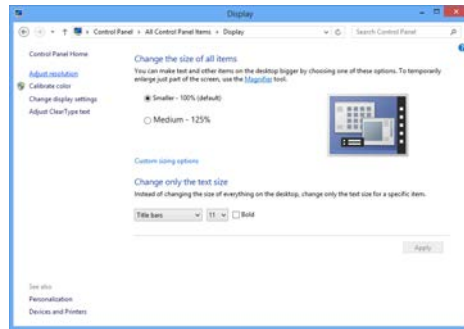 Display
Control Panel ▸ All Control Panel Items ▸ Display
Search Control Panel
Control Panel Home
Adjust resolution
Calibrate color
Change display settings
Adjust ClearType text
Change the size of all items
You can make text and other items on the desktop bigger by choosing one of these options. To temporarily
enlarge just part of the screen, use the Magnifier tool.
Smaller - 100% (default)
Medium - 125%
Custom sizing options
Change only the text size
Instead of changing the size of everything on the desktop, change only the text size for a specific item.
Title bars 11 Bold
Apply
See also
Personalization
Devices and Printers